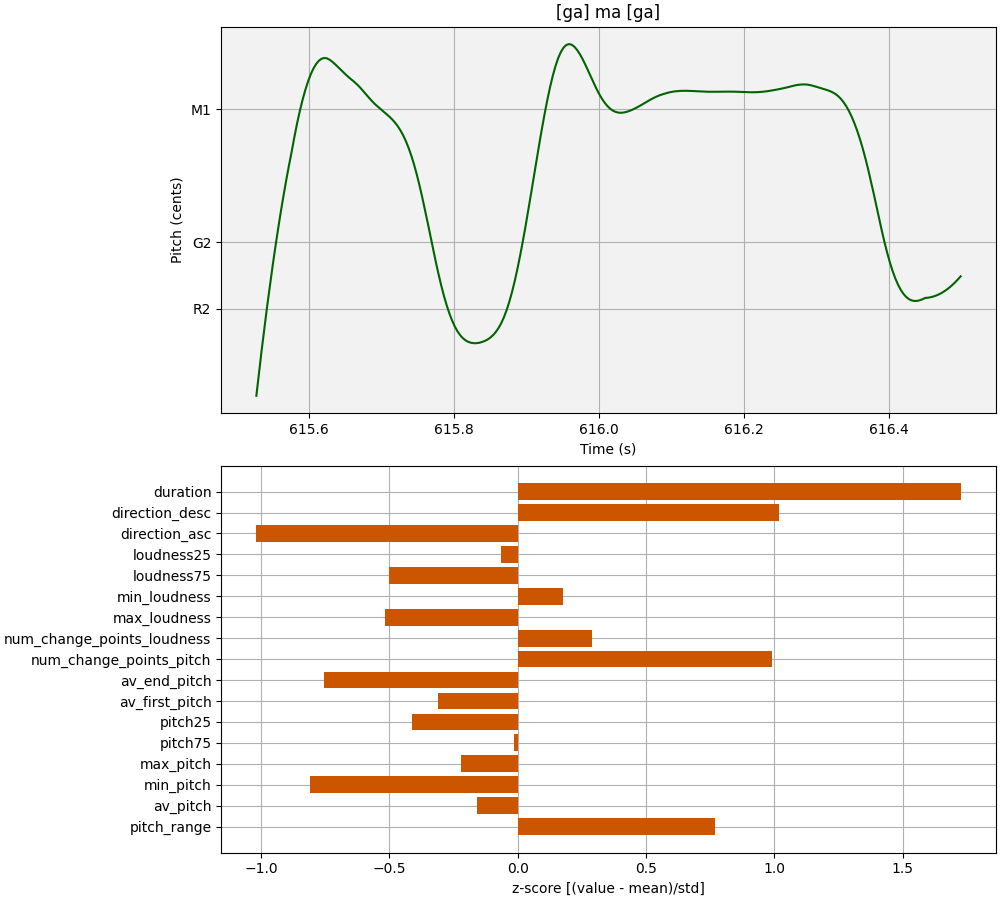 [ga] ma [ga]
Pitch (cents)
M1
G2
R2
615.6 615.8 616.0 616.2 616.4
Time (s)
duration
direction_desc
direction_asc
loudness25
loudness75
min_loudness
max_loudness
num_change_points_loudness
num_change_points_pitch
av_end_pitch
av_first_pitch
pitch25
pitch75
max_pitch
min_pitch
av_pitch
pitch_range
−1.0 −0.5 0.0 0.5 1.0 1.5
z-score [(value - mean)/std]